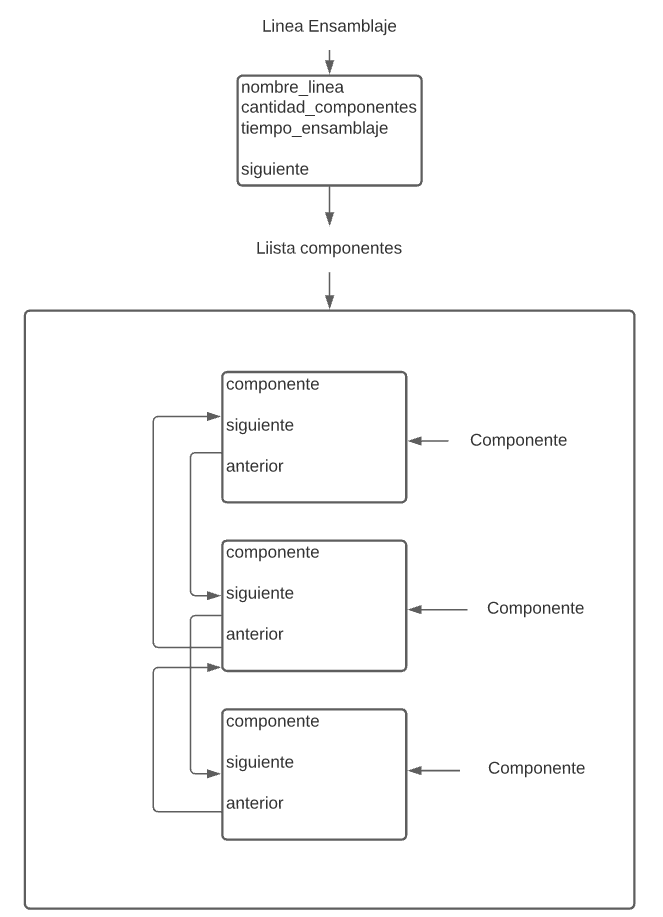 Linea Ensamblaje
nombre_linea
cantidad_componentes
tiempo_ensamblaje
siguiente
Liista componentes
componente
siguiente
anterior
Componente
componente
siguiente
anterior
Componente
componente
siguiente
anterior
Componente